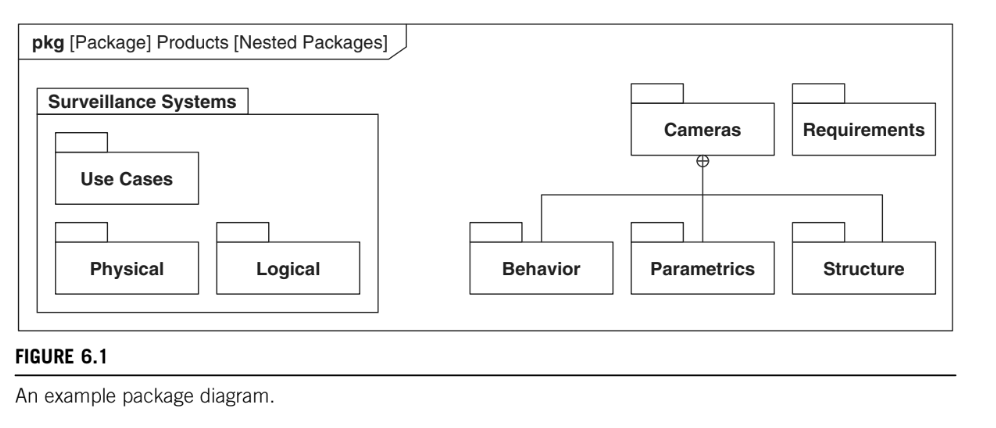 pkg [Package] Products [Nested Packages]
Surveillance Systems
Use Cases
Physical
Logical
Cameras
Requirements
Behavior
Parametrics
Structure
FIGURE 6.1
An example package diagram.